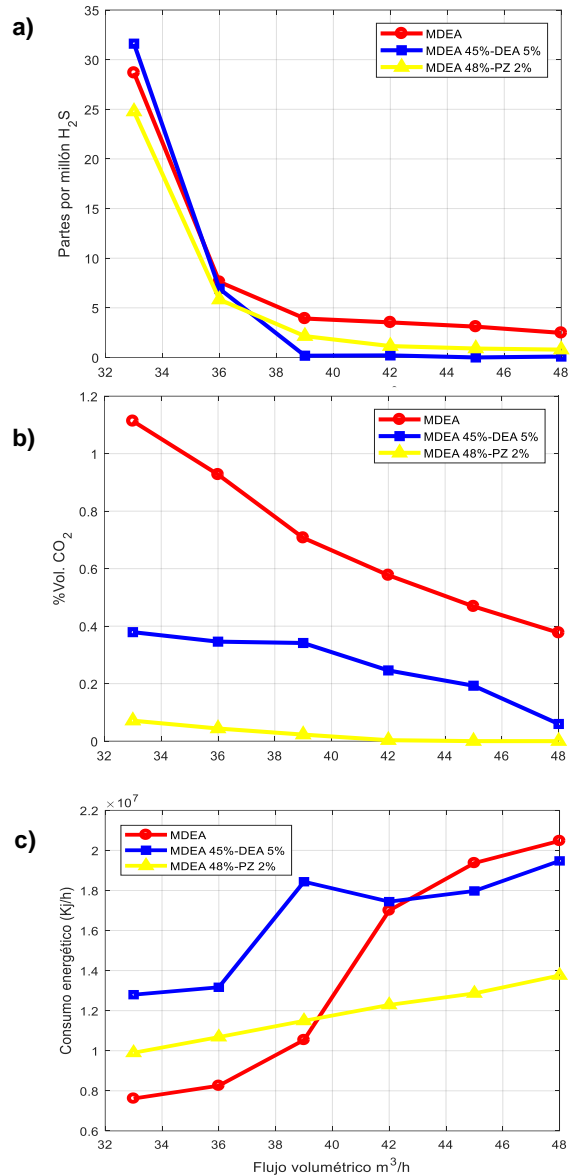 a)
35
30
25
20
15
10
5
0
Partes por millón H2S
MDEA
MDEA 45%-DEA 5%
MDEA 48%-PZ 2%
32 34 36 38 40 42 44 46 48
b)
1.2
1
0.8
0.6
0.4
0.2
0
%Vol. CO2
MDEA
MDEA 45%-DEA 5%
MDEA 48%-PZ 2%
32 34 36 38 40 42 44 46 48
c)
×10^7
2.2
2
1.8
1.6
1.4
1.2
1
0.8
0.6
Consumo energético (Kj/h)
MDEA
MDEA 45%-DEA 5%
MDEA 48%-PZ 2%
32 34 36 38 40 42 44 46 48
Flujo volumétrico m^3/h